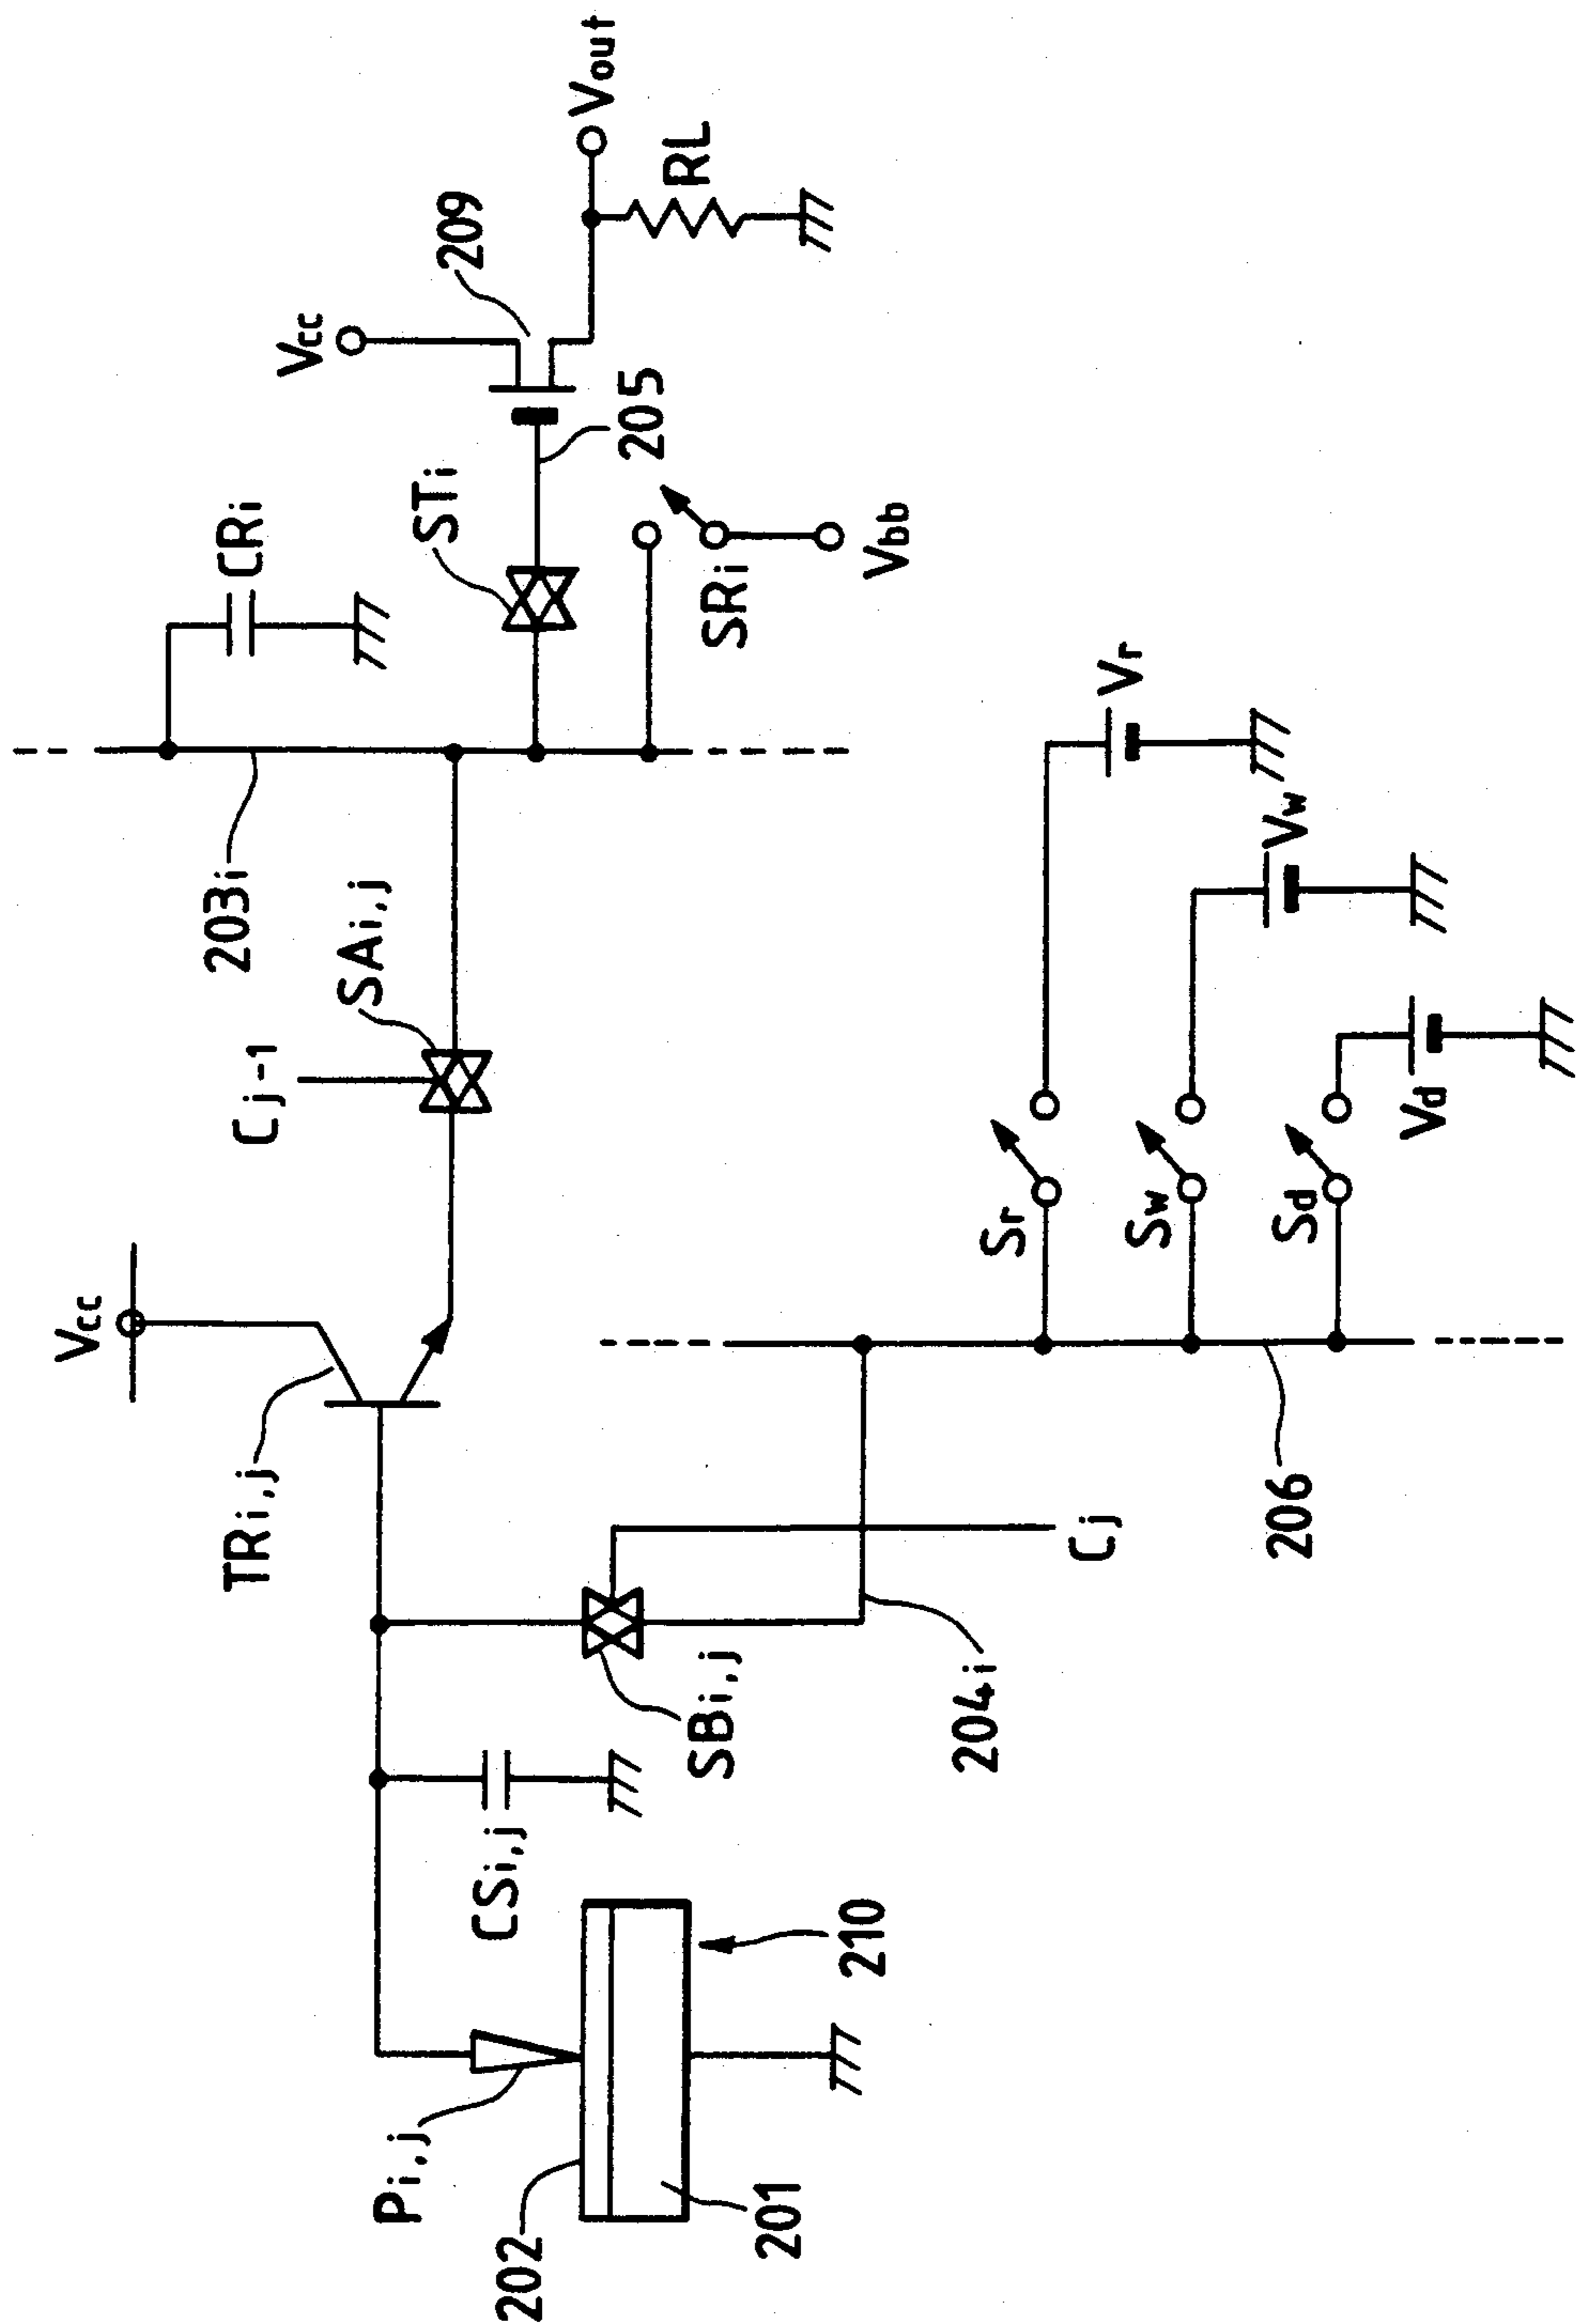 Vcc
TRi,j
Cj-1
SAi,j
203i
CRi
STi
Vcc
209
205
Vout
RL
SRi
Vbb
Pi,j
202
201
210
CSi,j
SBi,j
204i
Cj
206
Sr
Vr
Sw
Vw
Sd
Vd